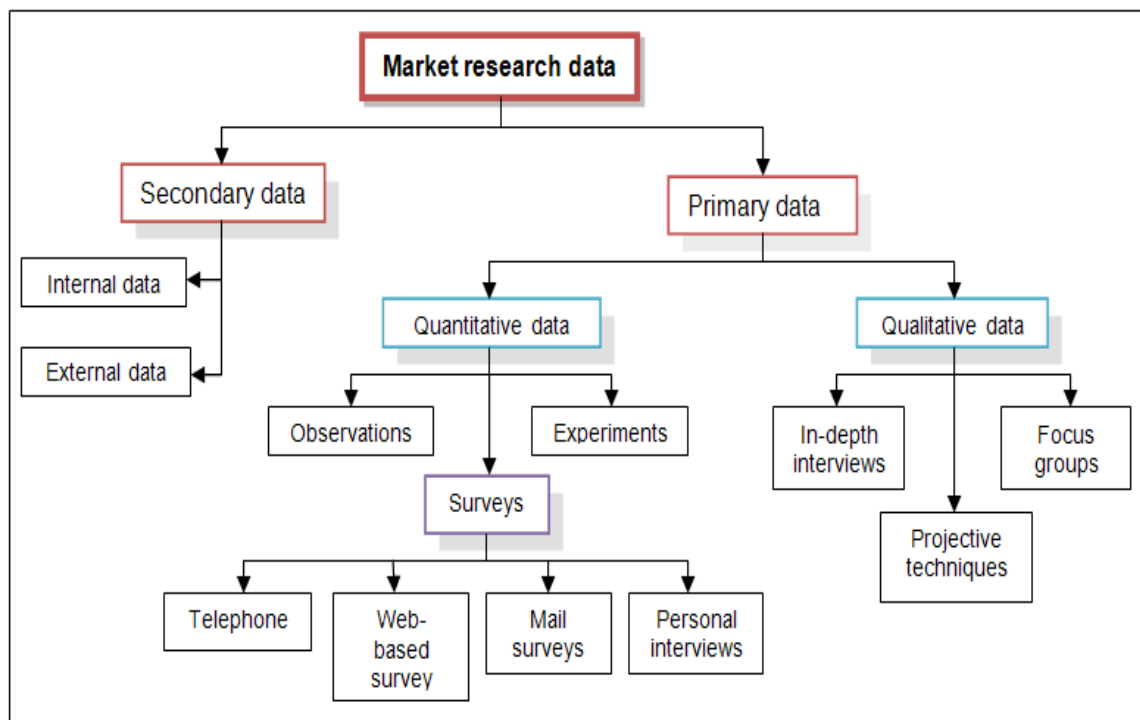 Market research data
Secondary data
Primary data
Internal data
External data
Quantitative data
Qualitative data
Observations
Experiments
In-depth
interviews
Focus
groups
Surveys
Projective
techniques
Telephone
Web-
based
survey
Mail
surveys
Personal
interviews